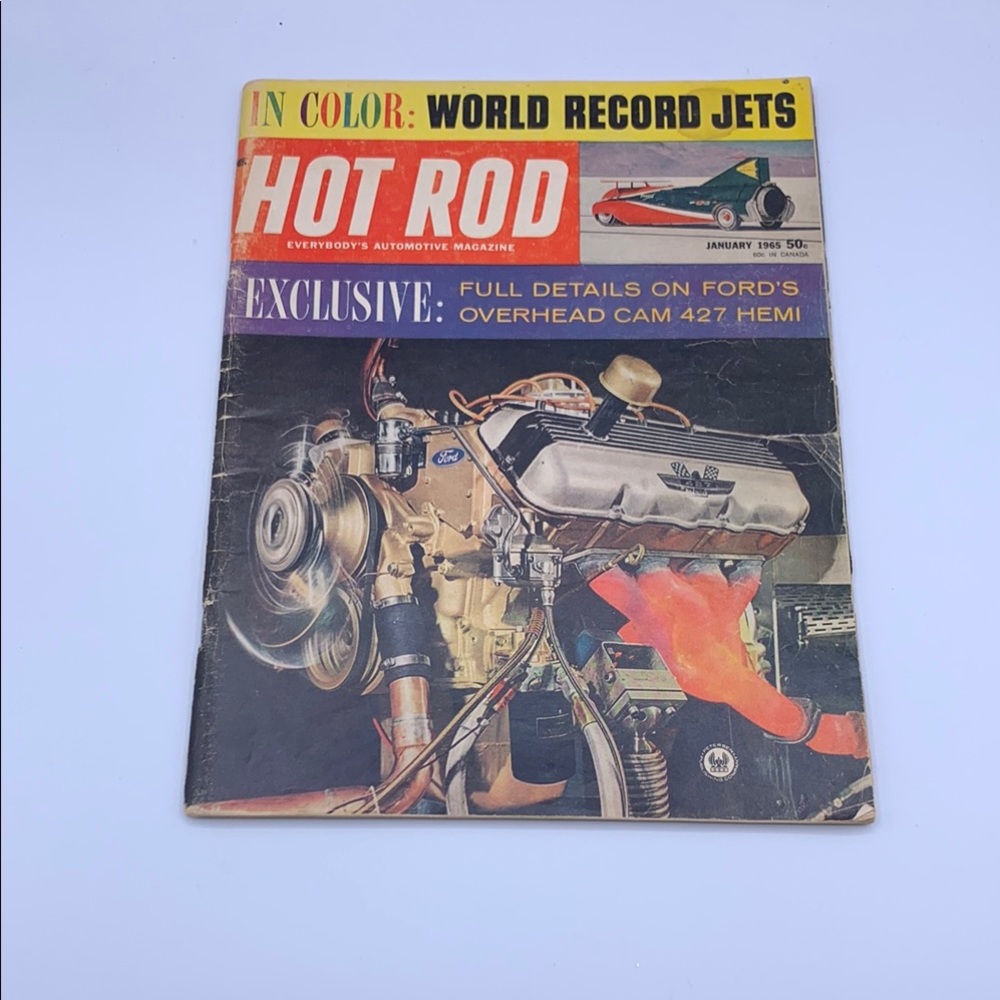 IN COLOR: WORLD RECORD JETS
HOT ROD
EVERYBODY'S AUTOMOTIVE MAGAZINE
JANUARY 1965 50c
60c IN CANADA
EXCLUSIVE: FULL DETAILS ON FORD'S
OVERHEAD CAM 427 HEMI
Ford
427